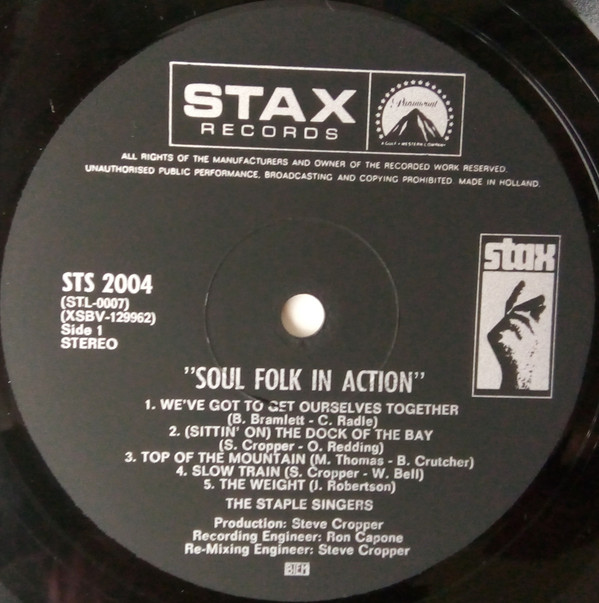 STAX
RECORDS
Paramount
A GULF + WESTERN COMPANY
ALL RIGHTS OF THE MANUFACTURERS AND OWNER OF THE RECORDED WORK RESERVED.
UNAUTHORISED PUBLIC PERFORMANCE, BROADCASTING AND COPYING PROHIBITED. MADE IN HOLLAND.
stax
STS 2004
(STL-0007)
(XSBV-129962)
Side 1
STEREO
"SOUL FOLK IN ACTION"
1. WE'VE GOT TO GET OURSELVES TOGETHER
(B. Bramlett - C. Radle)
2. (SITTIN' ON) THE DOCK OF THE BAY
(S. Cropper - O. Redding)
3. TOP OF THE MOUNTAIN (M. Thomas - B. Crutcher)
4. SLOW TRAIN (S. Cropper - W. Bell)
5. THE WEIGHT (J. Robertson)
THE STAPLE SINGERS
Production: Steve Cropper
Recording Engineer: Ron Capone
Re-Mixing Engineer: Steve Cropper
BIEM